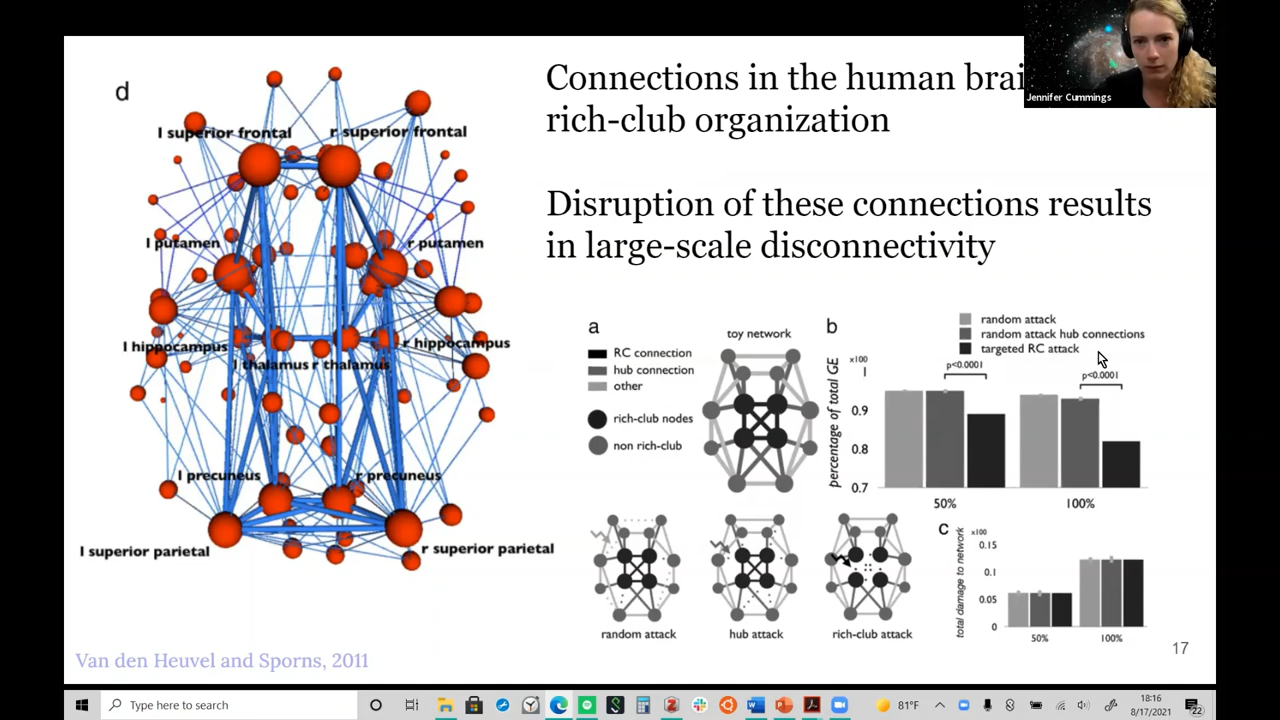 Connections in the human brai
rich-club organization
Jennifer Cummings
Disruption of these connections results
in large-scale disconnectivity
d
l superior frontal
r superior frontal
l putamen
r putamen
l hippocampus
r hippocampus
l thalamus r thalamus
l precuneus
r precuneus
l superior parietal
r superior parietal
Van den Heuvel and Sporns, 2011
a
RC connection
hub connection
other
rich-club nodes
non rich-club
toy network
random attack
hub attack
rich-club attack
b
random attack
random attack hub connections
targeted RC attack
percentage of total GE
x100
1
0.9
0.8
0.7
p<0.0001
p<0.0001
50%
100%
c
total damage to network
x100
0.15
0.1
0.05
0
50%
100%
17
Type here to search
81°F
18:16
8/17/2021
22